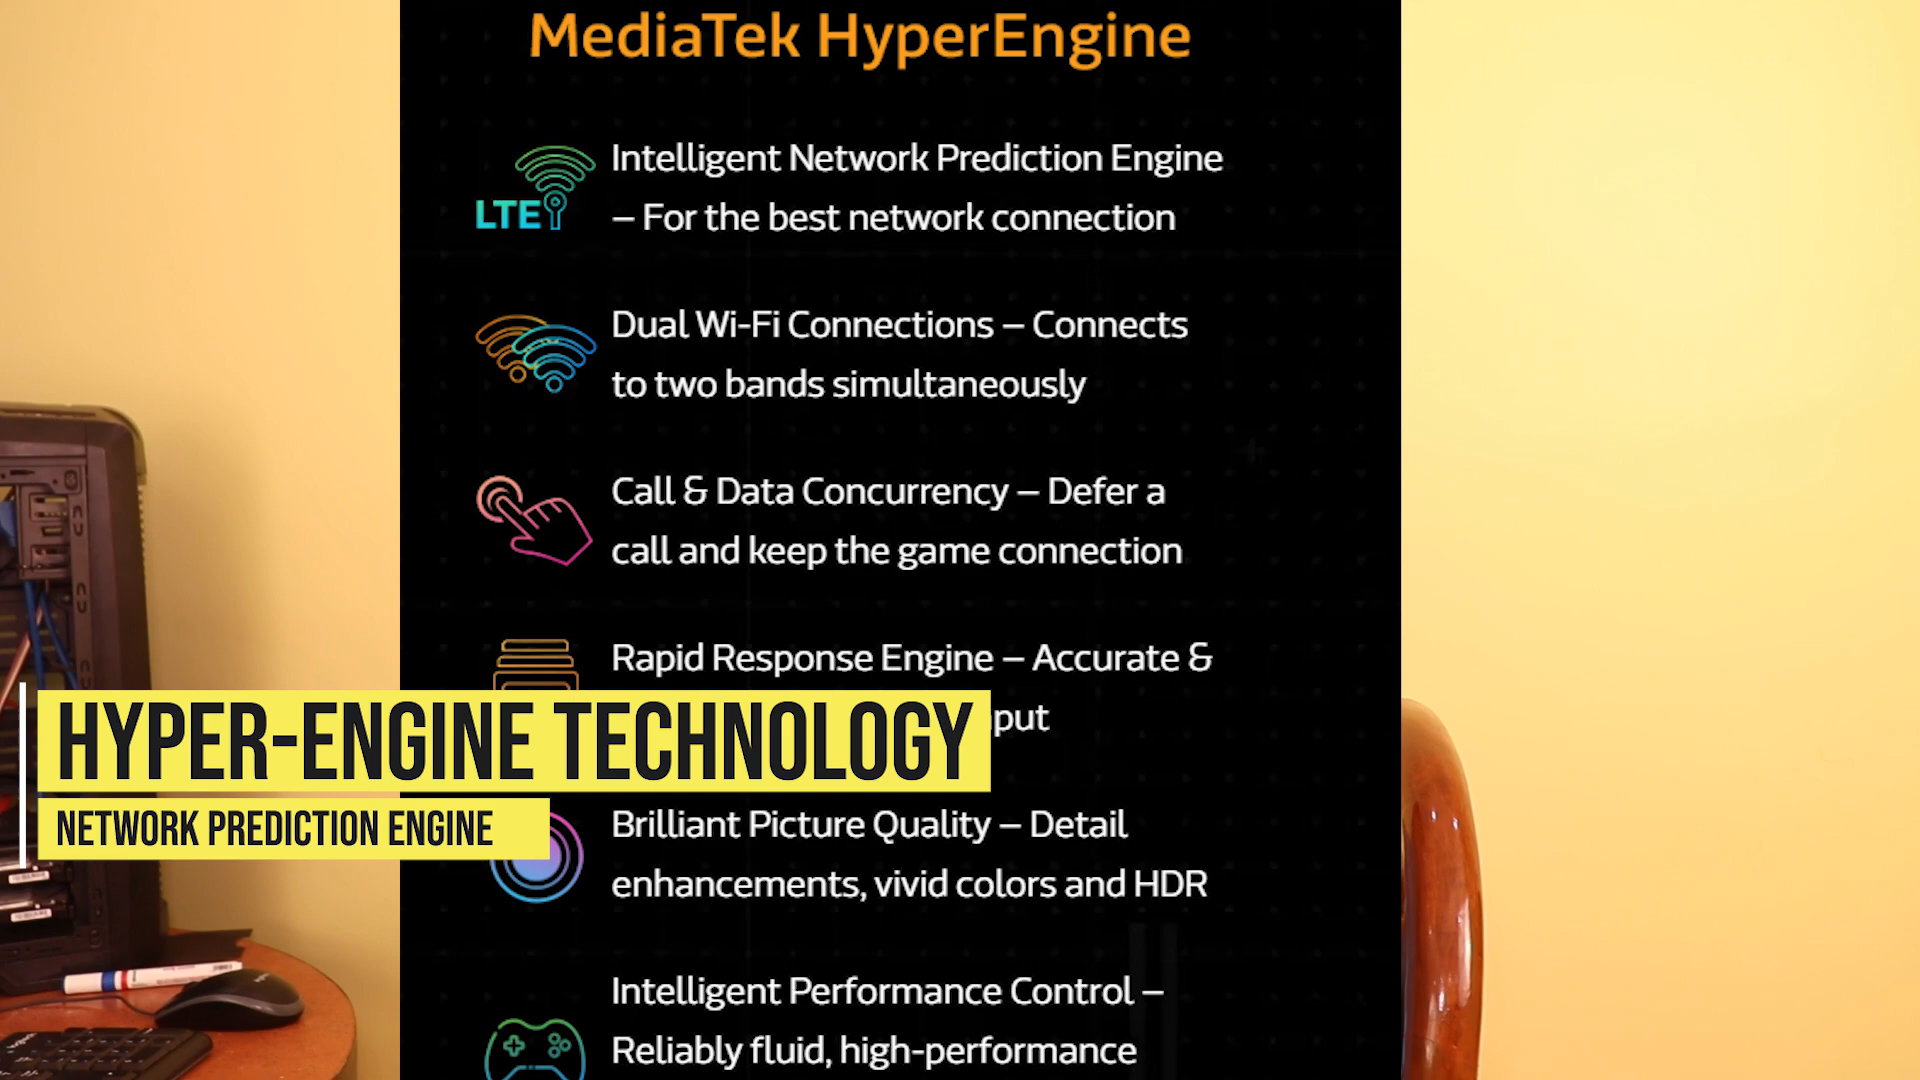 MediaTek HyperEngine
LTE
Intelligent Network Prediction Engine
– For the best network connection
Dual Wi-Fi Connections – Connects
to two bands simultaneously
Call & Data Concurrency – Defer a
call and keep the game connection
Rapid Response Engine – Accurate &
put
HYPER-ENGINE TECHNOLOGY
NETWORK PREDICTION ENGINE
Brilliant Picture Quality – Detail
enhancements, vivid colors and HDR
Intelligent Performance Control –
Reliably fluid, high-performance